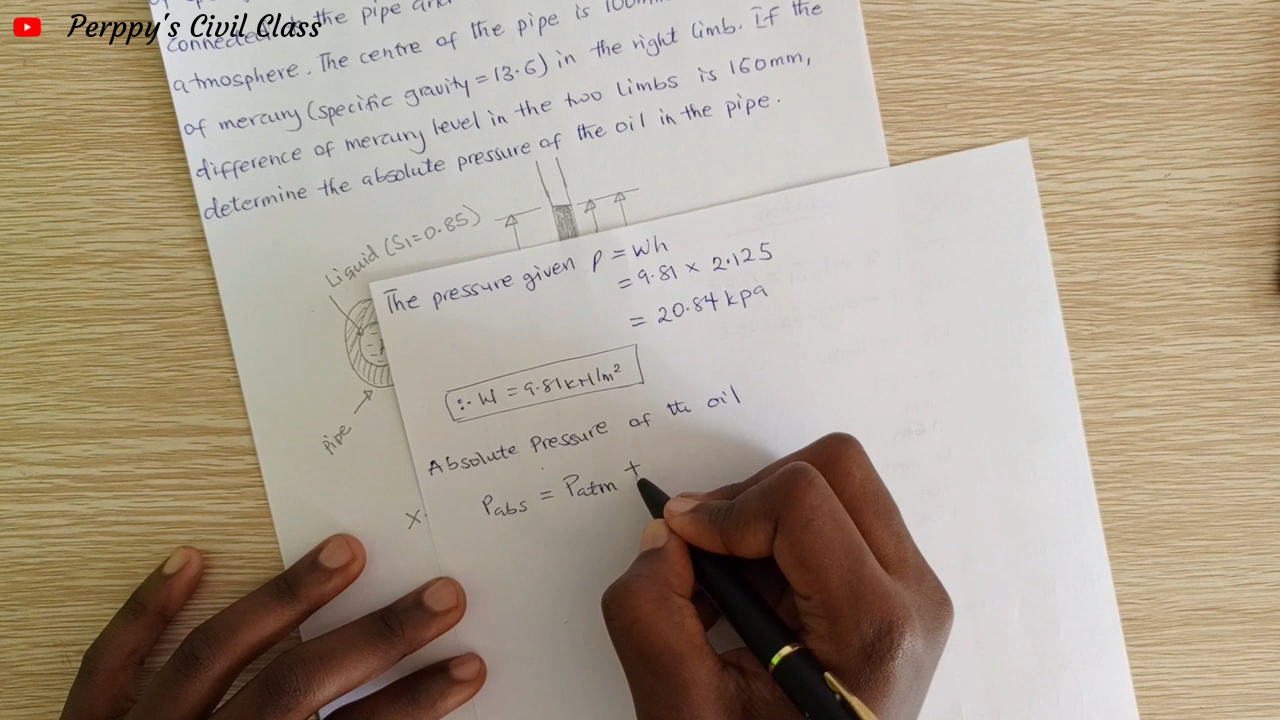 Perppy's Civil Class
connected to the pipe and
atmosphere. The centre of the pipe is 100mm
of mercury (specific gravity = 13.6) in the right limb. If the
difference of mercury level in the two limbs is 160mm,
determine the absolute pressure of the oil in the pipe.
Liquid (S1=0.85)
pipe
X
The pressure given P = wh
= 9.81 × 2.125
= 20.84 kpa
∴ W = 9.81 kN/m²
Absolute Pressure of the oil
Pabs = Patm +